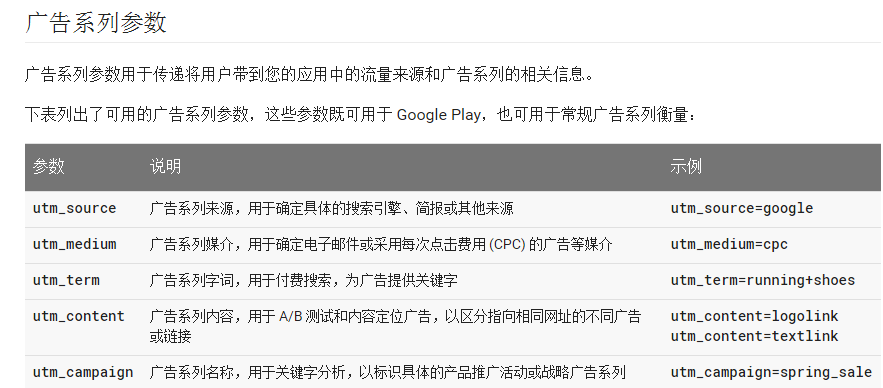 广告系列参数
广告系列参数用于传递将用户带到您的应用中的流量来源和广告系列的相关信息。
下表列出了可用的广告系列参数，这些参数既可用于 Google Play，也可用于常规广告系列衡量：
参数 说明 示例
utm_source 广告系列来源，用于确定具体的搜索引擎、简报或其他来源 utm_source=google
utm_medium 广告系列媒介，用于确定电子邮件或采用每次点击费用 (CPC) 的广告等媒介 utm_medium=cpc
utm_term 广告系列字词，用于付费搜索，为广告提供关键字 utm_term=running+shoes
utm_content 广告系列内容，用于 A/B 测试和内容定位广告，以区分指向相同网址的不同广告 utm_content=logolink
或链接 utm_content=textlink
utm_campaign 广告系列名称，用于关键字分析，以标识具体的产品推广活动或战略广告系列 utm_campaign=spring_sale